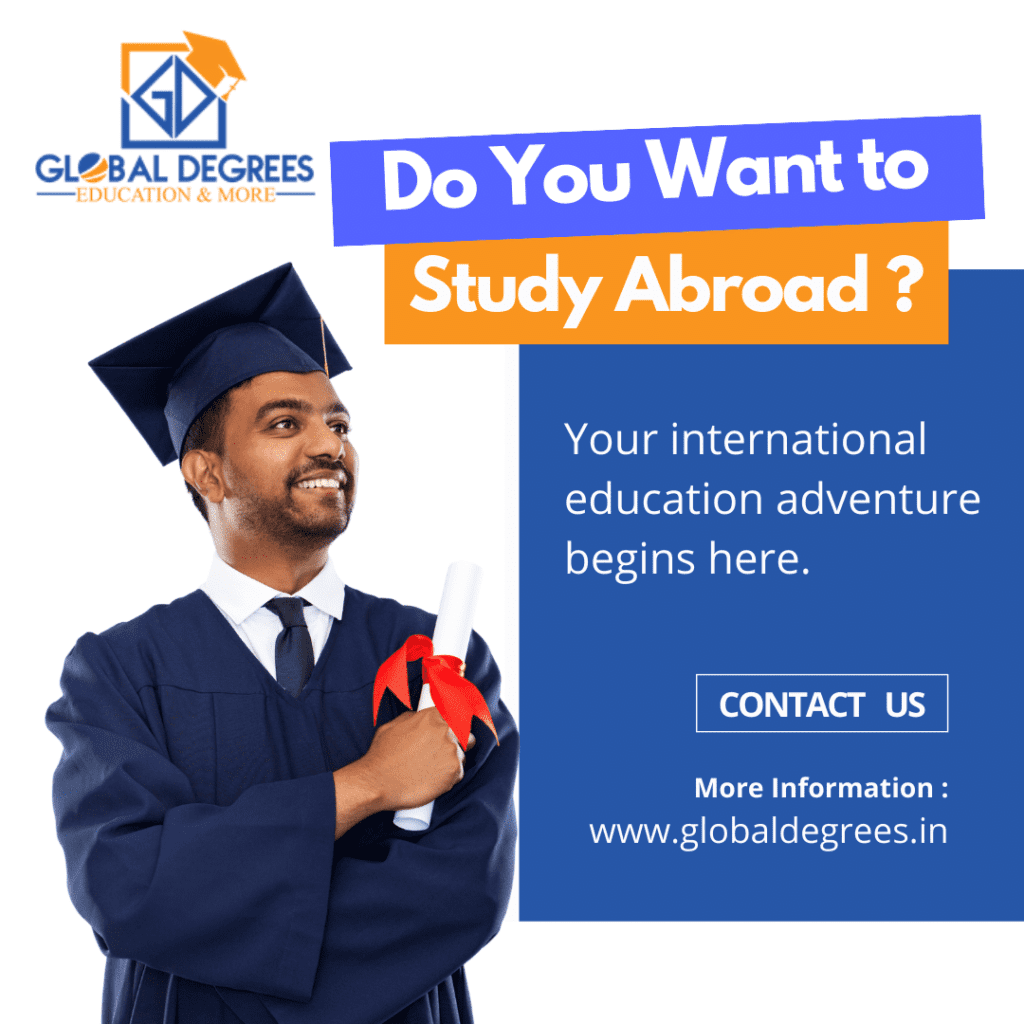 GD
GLOBAL DEGREES
EDUCATION & MORE
Do You Want to
Study Abroad ?
Your international
education adventure
begins here.
CONTACT US
More Information :
www.globaldegrees.in